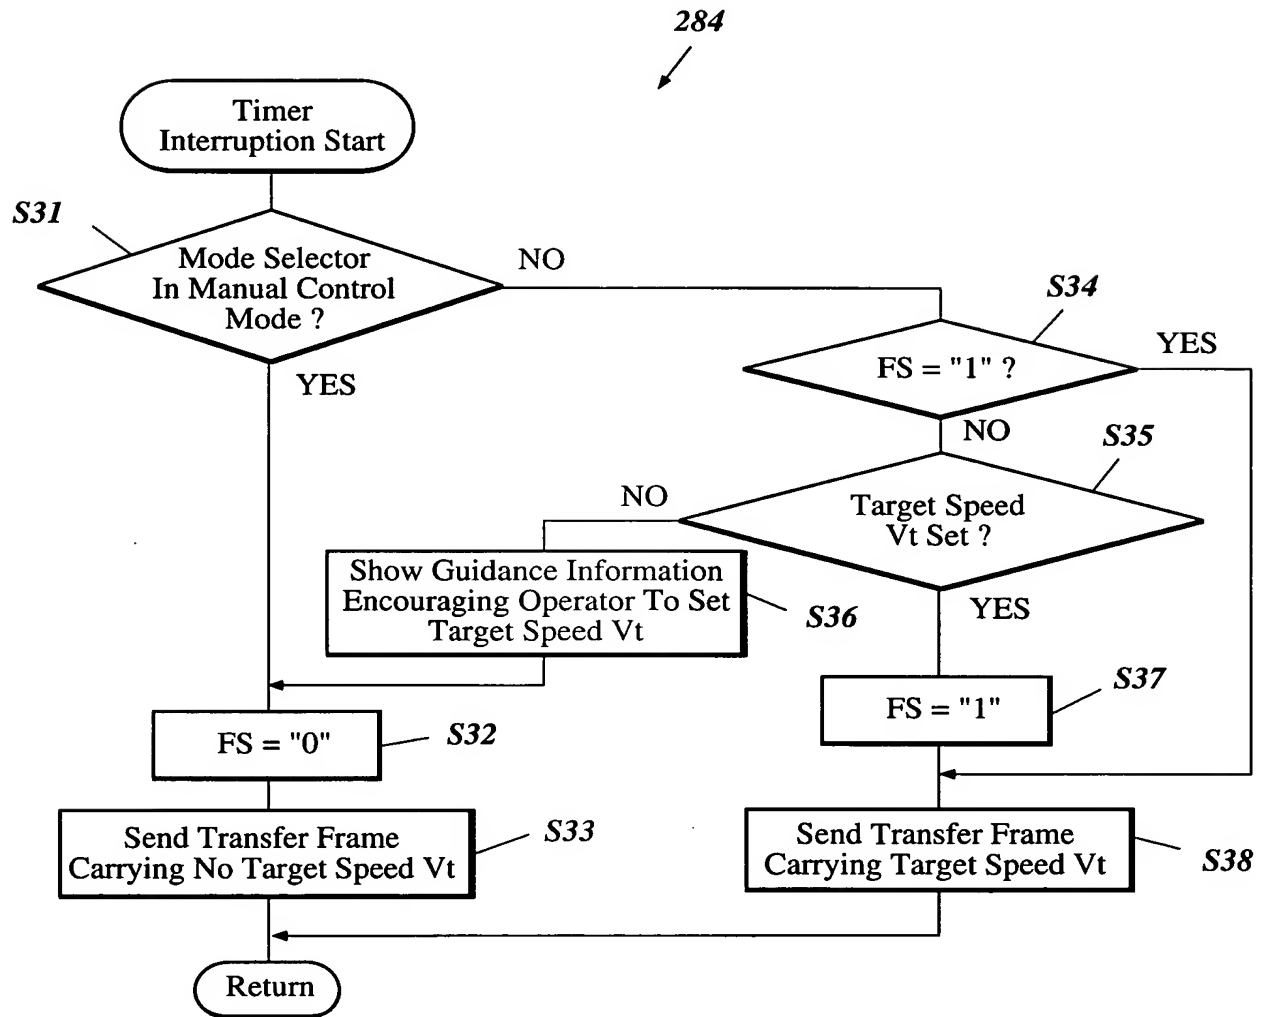 284
Timer
Interruption Start
S31
Mode Selector
In Manual Control
Mode ?
NO
YES
S34
FS = "1" ?
YES
NO
S35
Target Speed
Vt Set ?
NO
YES
Show Guidance Information
Encouraging Operator To Set
Target Speed Vt
S36
S37
FS = "1"
FS = "0"
S32
Send Transfer Frame
Carrying No Target Speed Vt
S33
Send Transfer Frame
Carrying Target Speed Vt
S38
Return